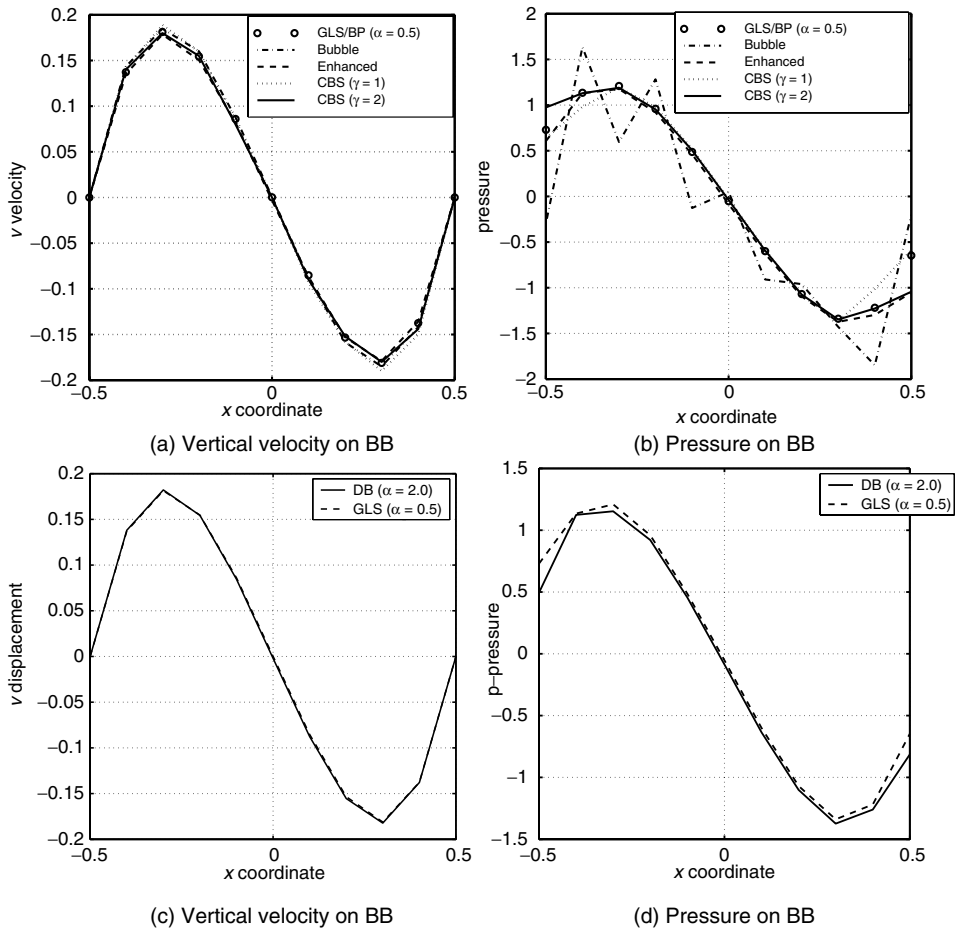 0.2
0.15
0.1
0.05
0
−0.05
−0.1
−0.15
−0.2
−0.5
0
0.5
v velocity
x coordinate
GLS/BP (α = 0.5)
Bubble
Enhanced
CBS (γ = 1)
CBS (γ = 2)
(a) Vertical velocity on BB
2
1.5
1
0.5
0
−0.5
−1
−1.5
−2
−0.5
0
0.5
pressure
x coordinate
GLS/BP (α = 0.5)
Bubble
Enhanced
CBS (γ = 1)
CBS (γ = 2)
(b) Pressure on BB
0.2
0.15
0.1
0.05
0
−0.05
−0.1
−0.15
−0.2
−0.5
0
0.5
v displacement
x coordinate
DB (α = 2.0)
GLS (α = 0.5)
(c) Vertical velocity on BB
1.5
1
0.5
0
−0.5
−1
−1.5
−0.5
0
0.5
p−pressure
x coordinate
DB (α = 2.0)
GLS (α = 0.5)
(d) Pressure on BB